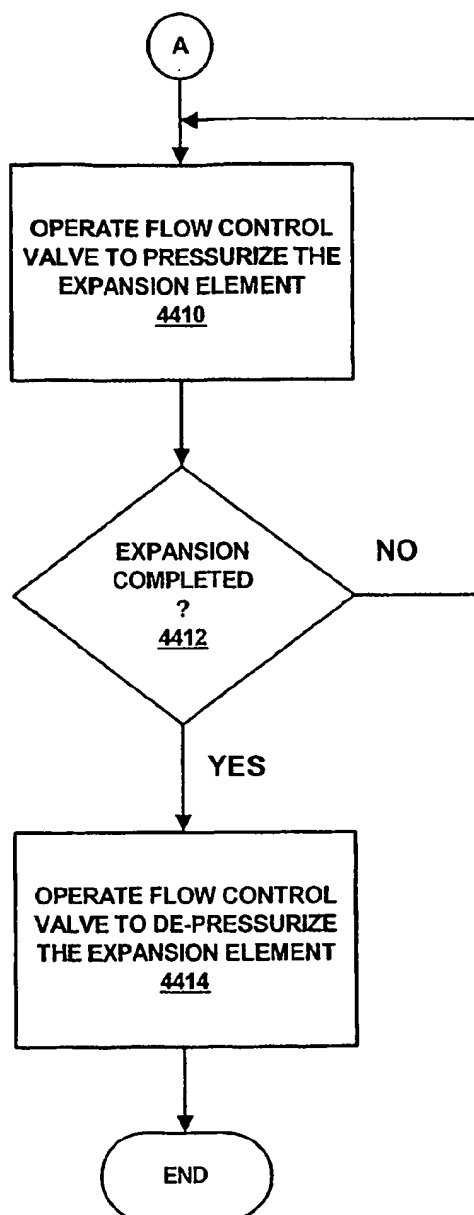 A
OPERATE FLOW CONTROL
VALVE TO PRESSURIZE THE
EXPANSION ELEMENT
4410
EXPANSION
COMPLETED
?
4412
NO
YES
OPERATE FLOW CONTROL
VALVE TO DE-PRESSURIZE
THE EXPANSION ELEMENT
4414
END